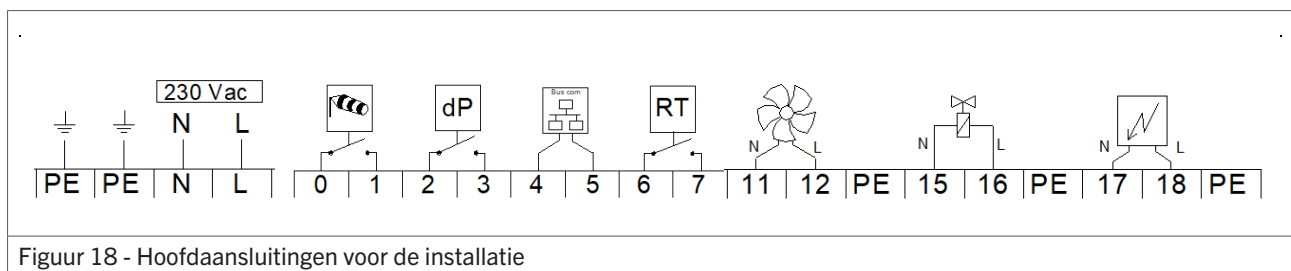 230 Vac
Bus com
N L dP RT
N L N L N L
PE PE N L 0 1 2 3 4 5 6 7 11 12 PE 15 16 PE 17 18 PE
Figuur 18 - Hoofdaansluitingen voor de installatie